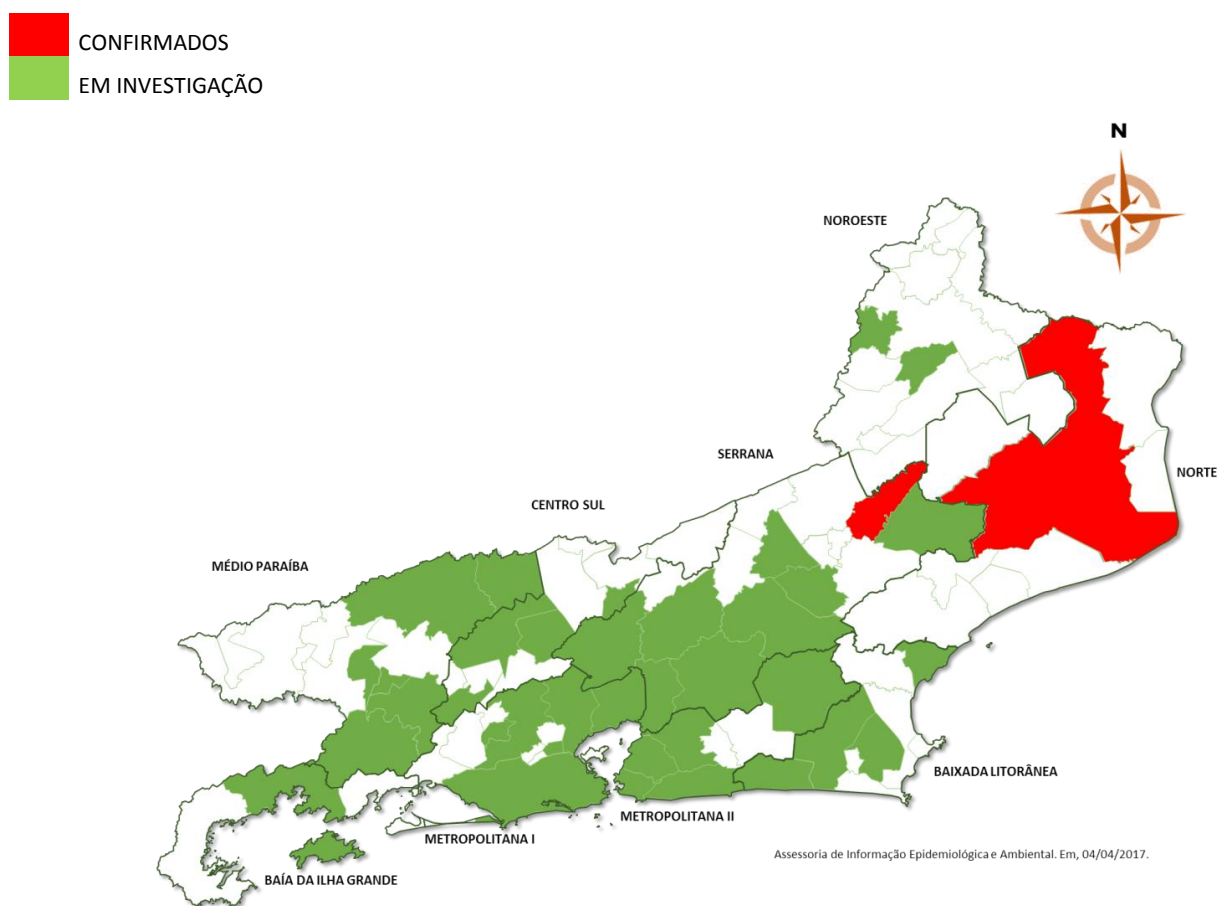 CONFIRMADOS
EM INVESTIGAÇÃO
N
NOROESTE
SERRANA
NORTE
CENTRO SUL
MÉDIO PARAÍBA
BAIXADA LITORÂNEA
METROPOLITANA II
METROPOLITANA I
Assessoria de Informação Epidemiológica e Ambiental. Em, 04/04/2017.
BAÍA DA ILHA GRANDE